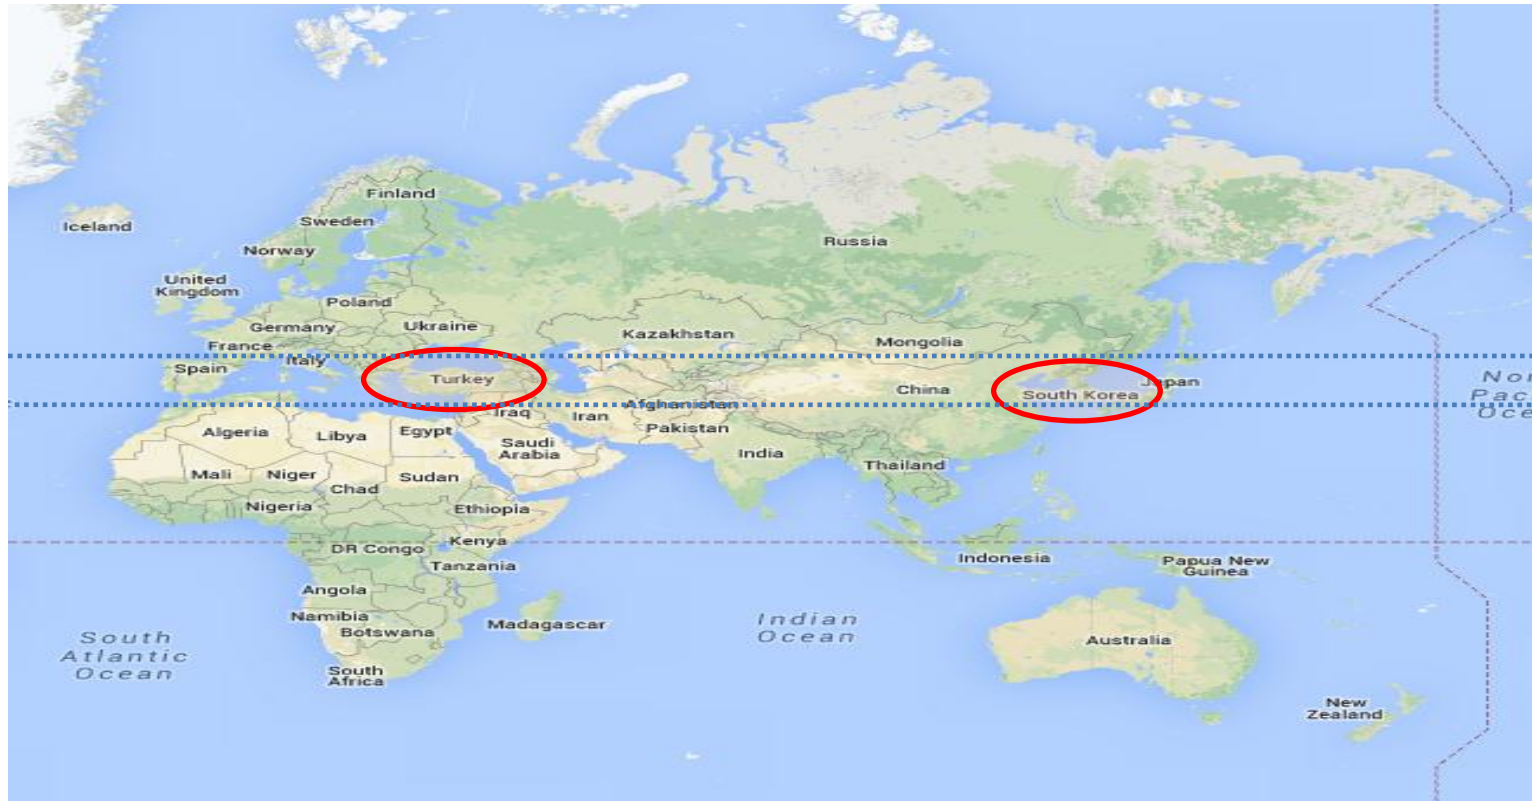 Finland
Iceland
Sweden
Norway
Russia
United
Kingdom
Poland
Germany
Ukraine
Kazakhstan
France
Mongolia
Italy
Spain
Turkey
China
Japan
South Korea
Afghanistan
Iraq
Iran
Algeria
Libya
Egypt
Pakistan
Saudi
Arabia
India
Thailand
Mali
Niger
Chad
Sudan
Nigeria
Ethiopia
Kenya
DR Congo
Tanzania
Indonesia
Papua New
Guinea
Angola
Namibia
Botswana
Madagascar
Indian
Ocean
Australia
South
Atlantic
Ocean
South
Africa
New
Zealand